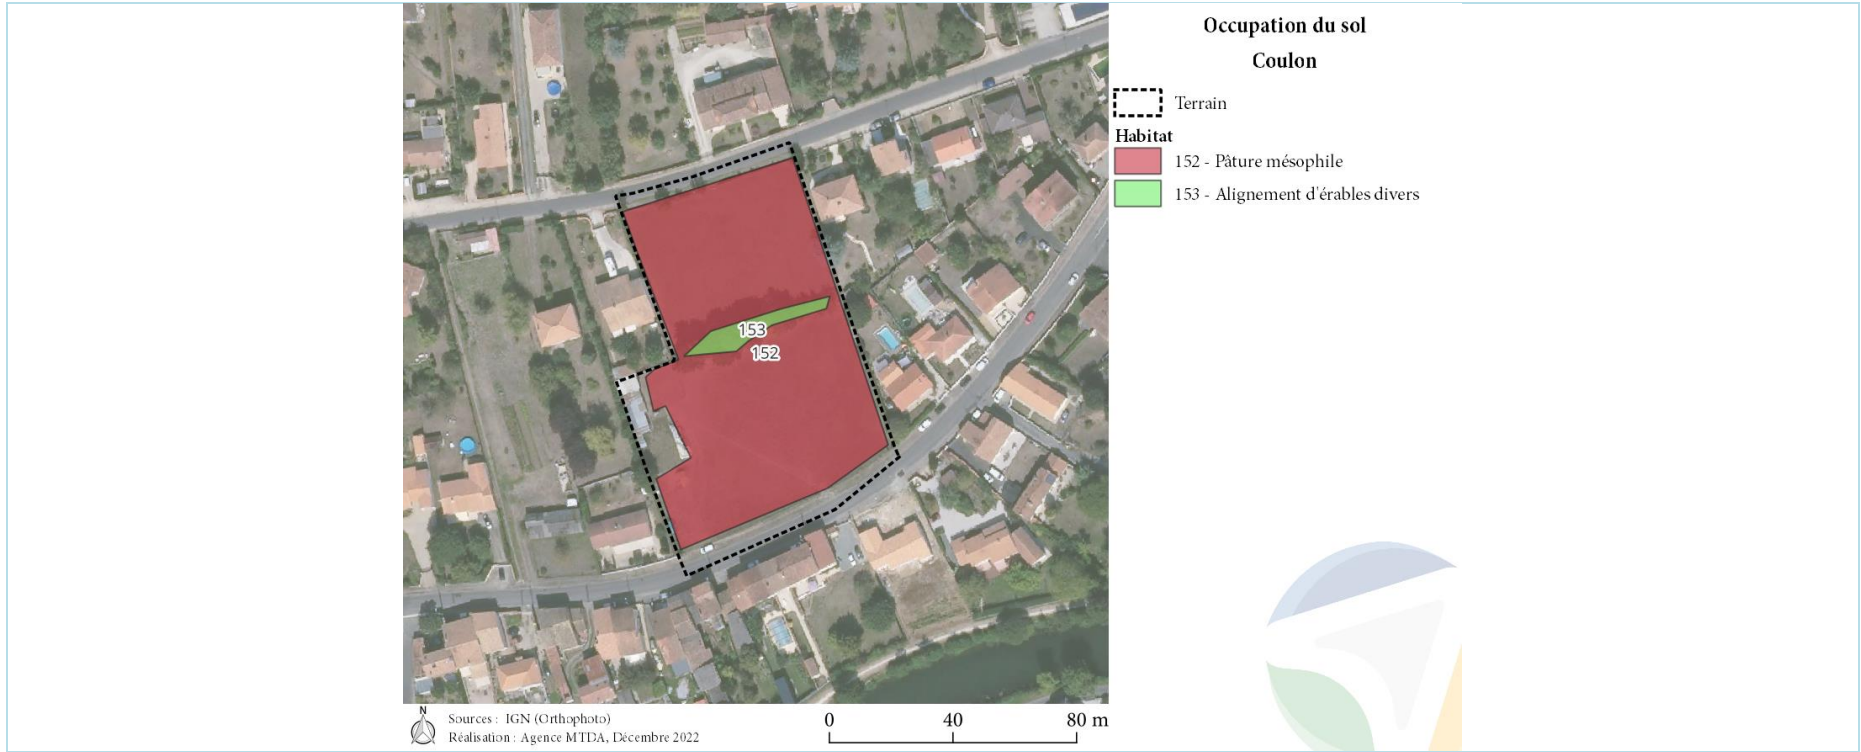 Occupation du sol
Coulon
Terrain
Habitat
152 - Pâture mésophile
153 - Alignement d'érables divers
153
152
N
Sources : IGN (Orthophoto)
Réalisation : Agence MTDA, Décembre 2022
0 40 80 m